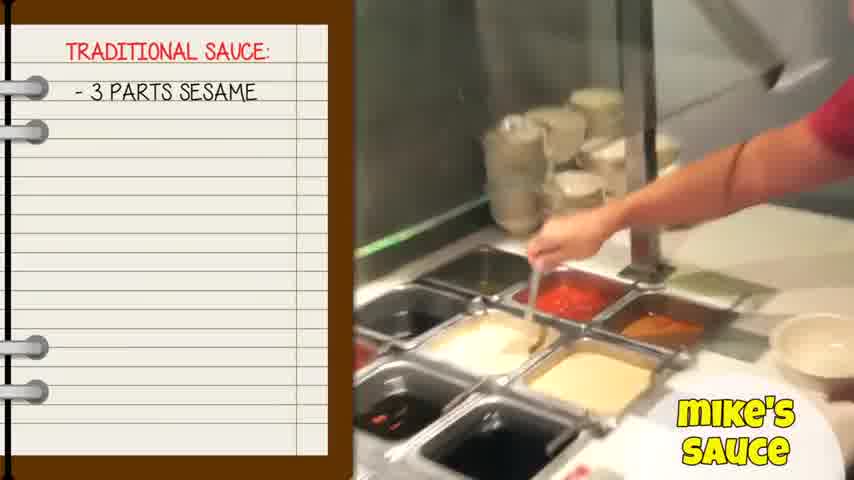 TRADITIONAL SAUCE:
- 3 PARTS SESAME
MIKE'S
SAUCE